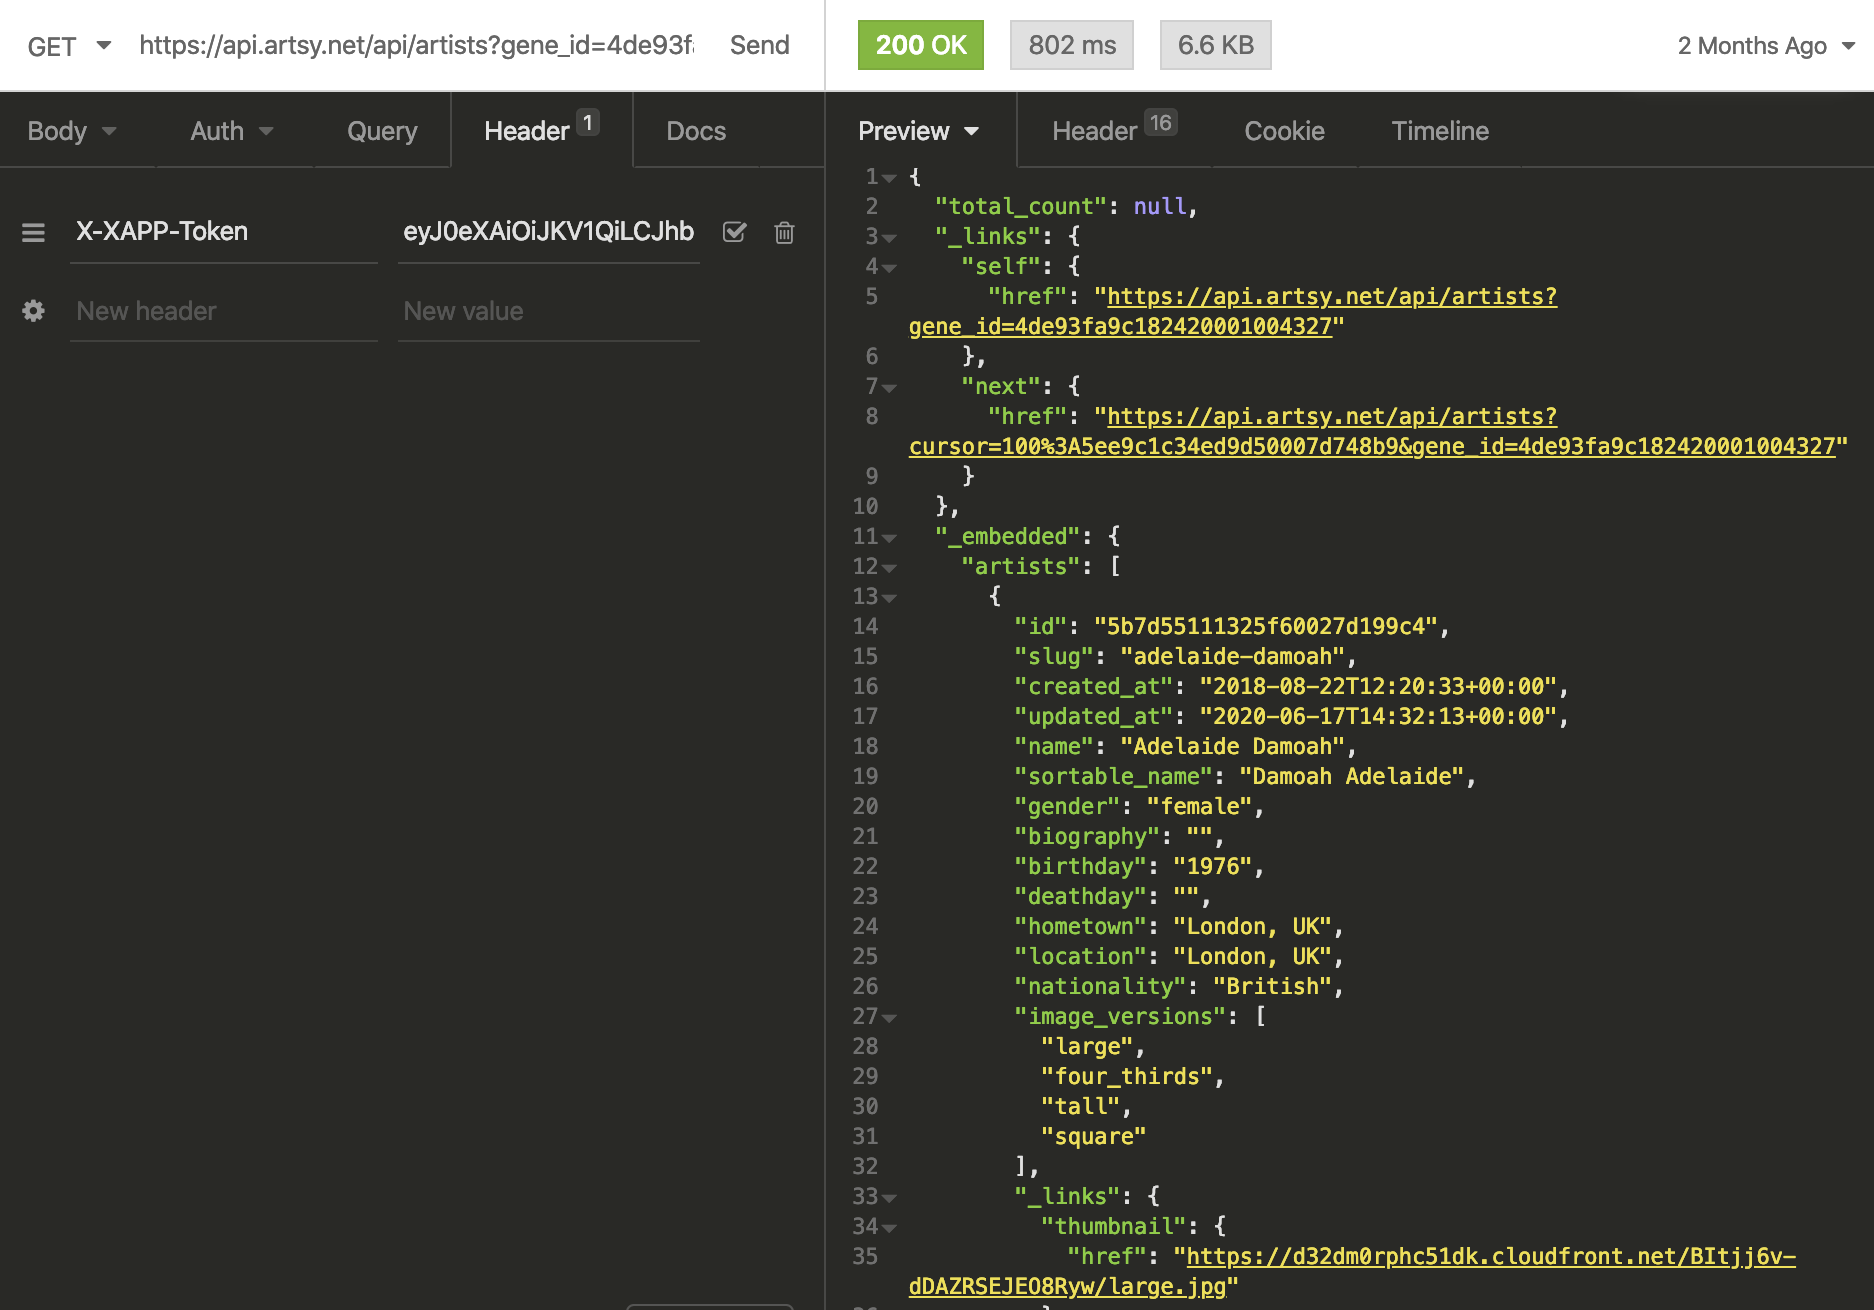 GET https://api.artsy.net/api/artists?gene_id=4de93f Send
200 OK 802 ms 6.6 KB 2 Months Ago
Body Auth Query Header 1 Docs
X-XAPP-Token eyJ0eXAiOiJKV1QiLCJhb
New header New value
Preview Header 16 Cookie Timeline
1 {
2 "total_count": null,
3 "_links": {
4 "self": {
5 "href": "https://api.artsy.net/api/artists?
gene_id=4de93fa9c182420001004327"
6 },
7 "next": {
8 "href": "https://api.artsy.net/api/artists?
cursor=100%3A5ee9c1c34ed9d50007d748b9&gene_id=4de93fa9c182420001004327"
9 }
10 },
11 "_embedded": {
12 "artists": [
13 {
14 "id": "5b7d55111325f60027d199c4",
15 "slug": "adelaide-damoah",
16 "created_at": "2018-08-22T12:20:33+00:00",
17 "updated_at": "2020-06-17T14:32:13+00:00",
18 "name": "Adelaide Damoah",
19 "sortable_name": "Damoah Adelaide",
20 "gender": "female",
21 "biography": "",
22 "birthday": "1976",
23 "deathday": "",
24 "hometown": "London, UK",
25 "location": "London, UK",
26 "nationality": "British",
27 "image_versions": [
28 "large",
29 "four_thirds",
30 "tall",
31 "square"
32 ],
33 "_links": {
34 "thumbnail": {
35 "href": "https://d32dm0rphc51dk.cloudfront.net/BItjj6v-
dDAZRSEJEO8Ryw/large.jpg"